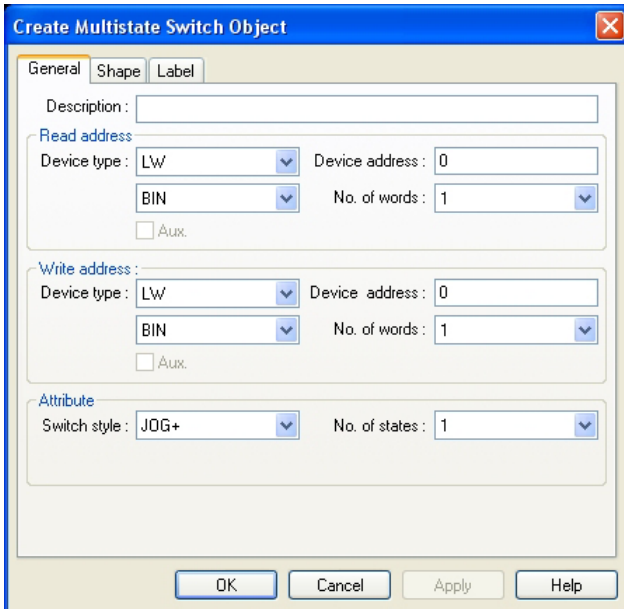 Create Multistate Switch Object
General Shape Label
Description :
Read address
Device type : LW Device address : 0
BIN No. of words : 1
Aux.
Write address :
Device type : LW Device address : 0
BIN No. of words : 1
Aux.
Attribute
Switch style : JOG+ No. of states : 1
OK Cancel Apply Help